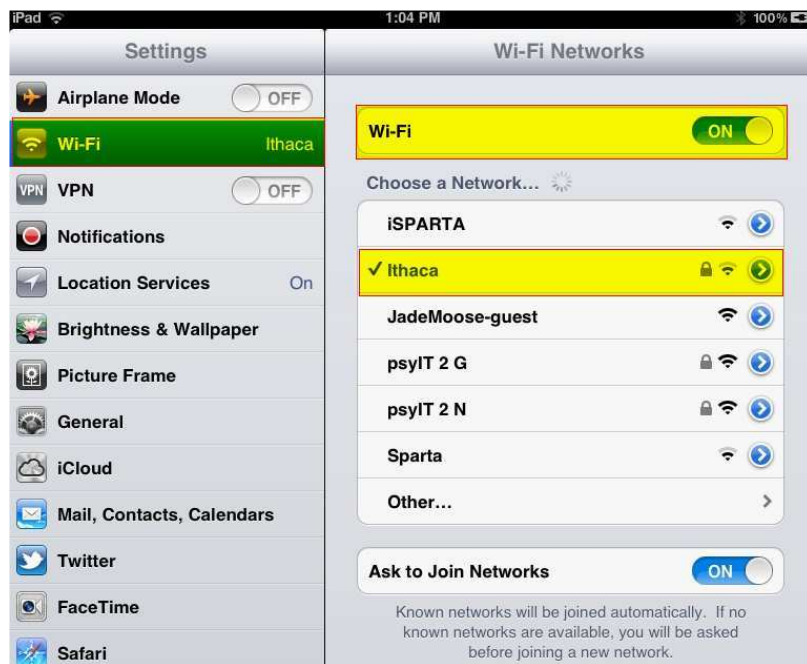 iPad 1:04 PM 100%
Settings
Airplane Mode OFF
Wi-Fi Ithaca
VPN VPN OFF
Notifications
Location Services On
Brightness & Wallpaper
Picture Frame
General
iCloud
Mail, Contacts, Calendars
Twitter
FaceTime
Safari
Wi-Fi Networks
Wi-Fi ON
Choose a Network...
iSPARTA
Ithaca
JadeMoose-guest
psyIT 2 G
psyIT 2 N
Sparta
Other...
Ask to Join Networks ON
Known networks will be joined automatically. If no
known networks are available, you will be asked
before joining a new network.